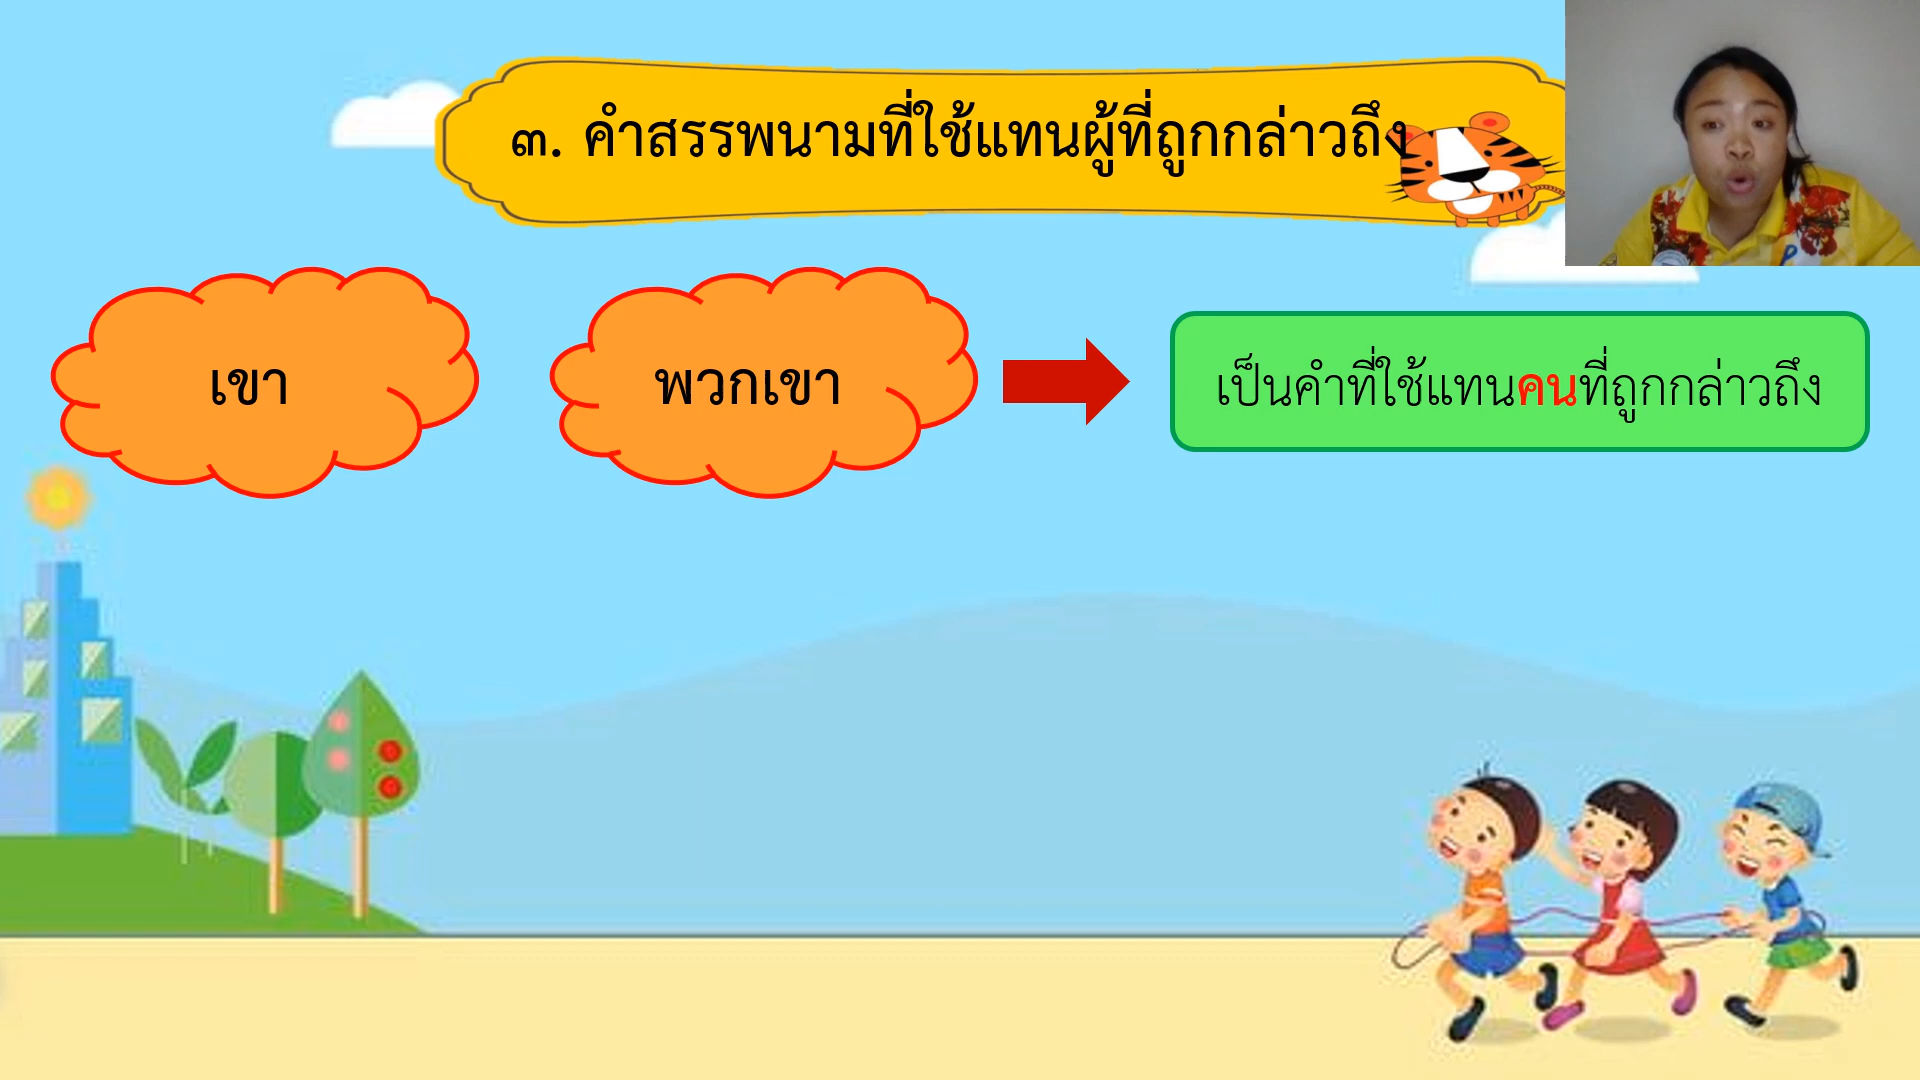 ๓. คำสรรพนามที่ใช้แทนผู้ที่ถูกกล่าวถึง
เขา
พวกเขา
เป็นคำที่ใช้แทนคนที่ถูกกล่าวถึง